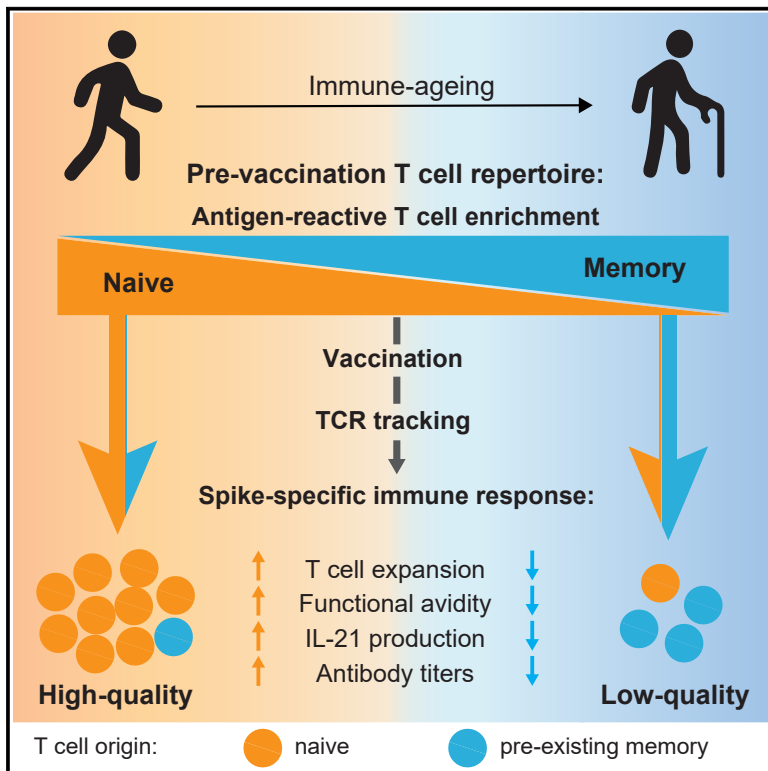 Immune-ageing
Pre-vaccination T cell repertoire:
Antigen-reactive T cell enrichment
Naive
Memory
Vaccination
TCR tracking
Spike-specific immune response:
T cell expansion
Functional avidity
IL-21 production
Antibody titers
High-quality
Low-quality
T cell origin: naive pre-existing memory